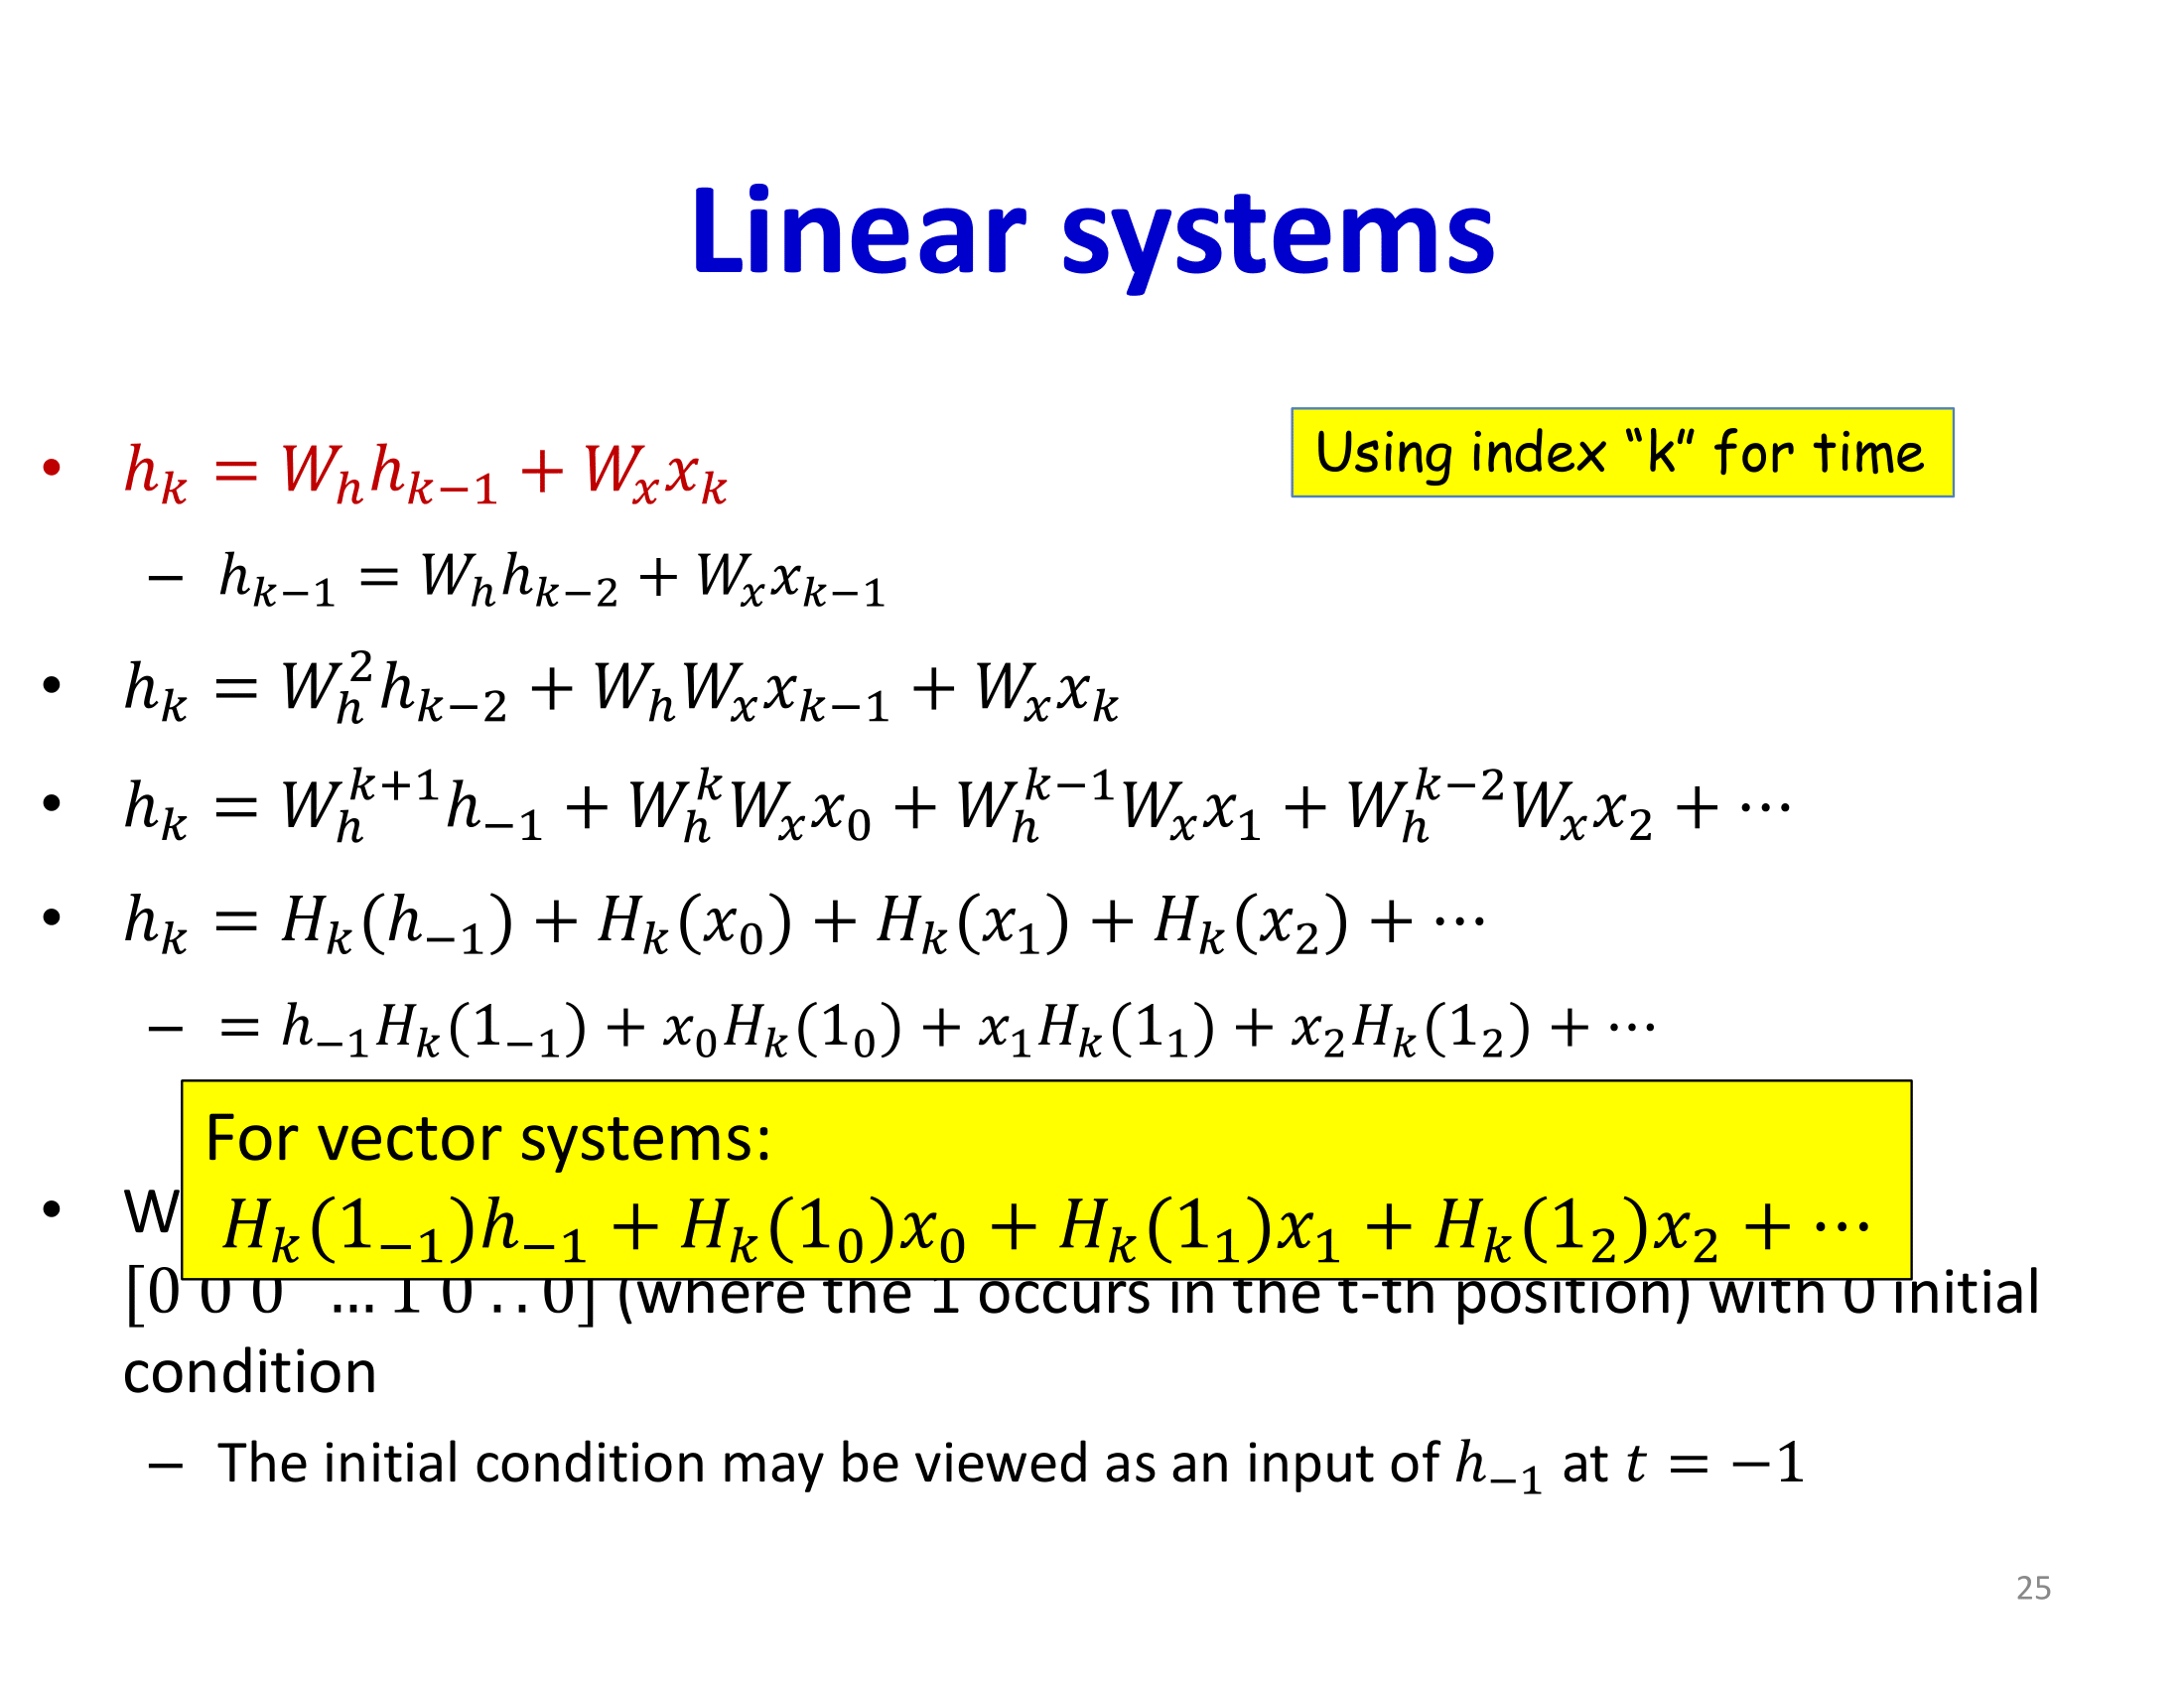 Linear systems
• h_k = W_h h_{k−1} + W_x x_k
Using index "k" for time
– h_{k−1} = W_h h_{k−2} + W_x x_{k−1}
• h_k = W_h^2 h_{k−2} + W_h W_x x_{k−1} + W_x x_k
• h_k = W_h^{k+1} h_{−1} + W_h^k W_x x_0 + W_h^{k−1} W_x x_1 + W_h^{k−2} W_x x_2 + ⋯
• h_k = H_k(h_{−1}) + H_k(x_0) + H_k(x_1) + H_k(x_2) + ⋯
– = h_{−1} H_k(1_{−1}) + x_0 H_k(1_0) + x_1 H_k(1_1) + x_2 H_k(1_2) + ⋯
For vector systems:
H_k(1_{−1})h_{−1} + H_k(1_0)x_0 + H_k(1_1)x_1 + H_k(1_2)x_2 + ⋯
• W
[0 0 0 … 1 0 . . 0] (where the 1 occurs in the t-th position) with 0 initial
condition
– The initial condition may be viewed as an input of h_{−1} at t = −1
25